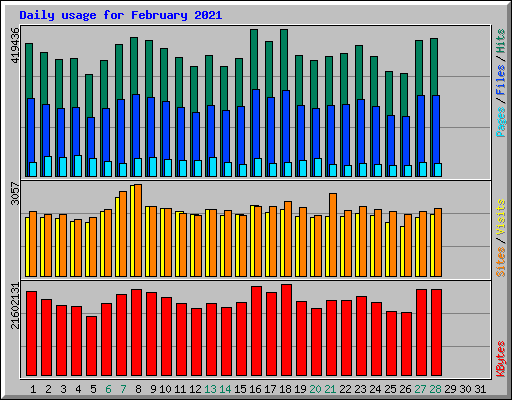 Daily usage for February 2021
419436
Pages / Files / Hits
3057
Sites / Visits
21602131
KBytes
1 2 3 4 5 6 7 8 9 10 11 12 13 14 15 16 17 18 19 20 21 22 23 24 25 26 27 28 29 30 31